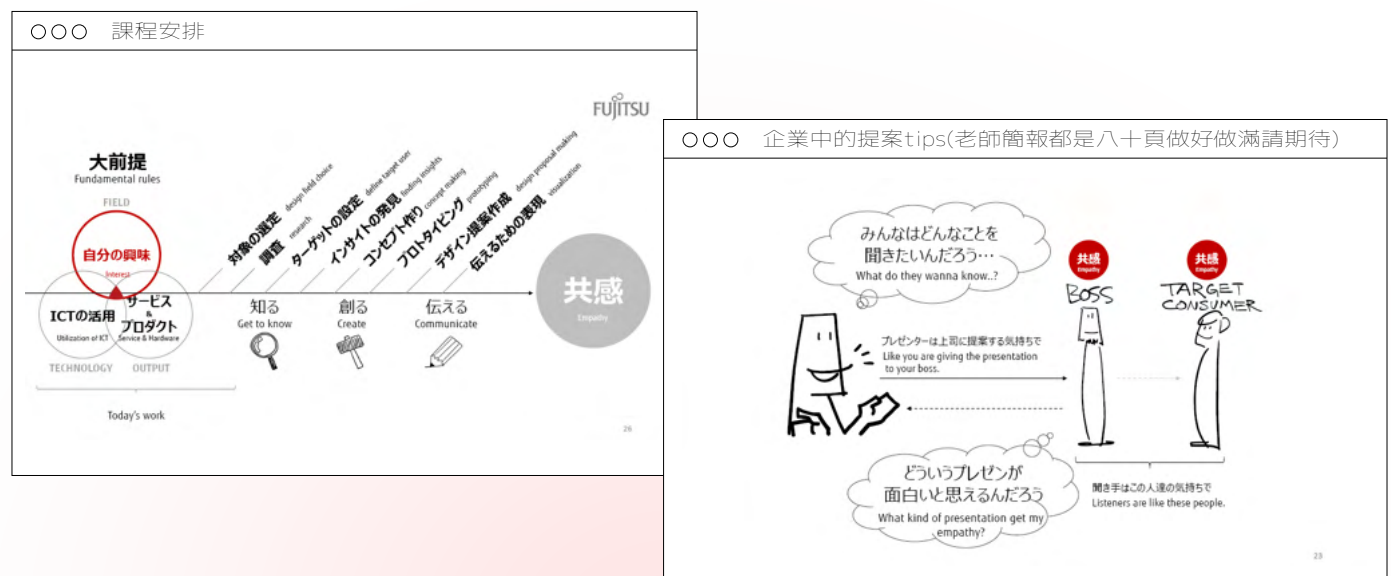 ○○○ 課程安排
FUJITSU
大前提
Fundamental rules
FIELD
自分の興味
Interest
ICTの活用
Utilization of ICT
サービス
&
プロダクト
Service & Hardware
TECHNOLOGY
OUTPUT
Today's work
対象の選定 design field choice
調査 research
ターゲットの設定 define target user
インサイトの発見 finding insights
コンセプト作り concept making
プロトタイピング prototyping
デザイン提案作成 design proposal making
伝えるための表現 visualization
知る
Get to know
創る
Create
伝える
Communicate
共感
Empathy
26
○○○ 企業中的提案tips(老師簡報都是八十頁做好做滿請期待)
みんなはどんなことを
聞きたいんだろう…
What do they wanna know..?
共感
Empathy
BOSS
共感
Empathy
TARGET
CONSUMER
プレゼンターは上司に提案する気持ちで
Like you are giving the presentation
to your boss.
どういうプレゼンが
面白いと思えるんだろう
What kind of presentation get my
empathy?
聞き手はこの人達の気持ちで
Listeners are like these people.
23